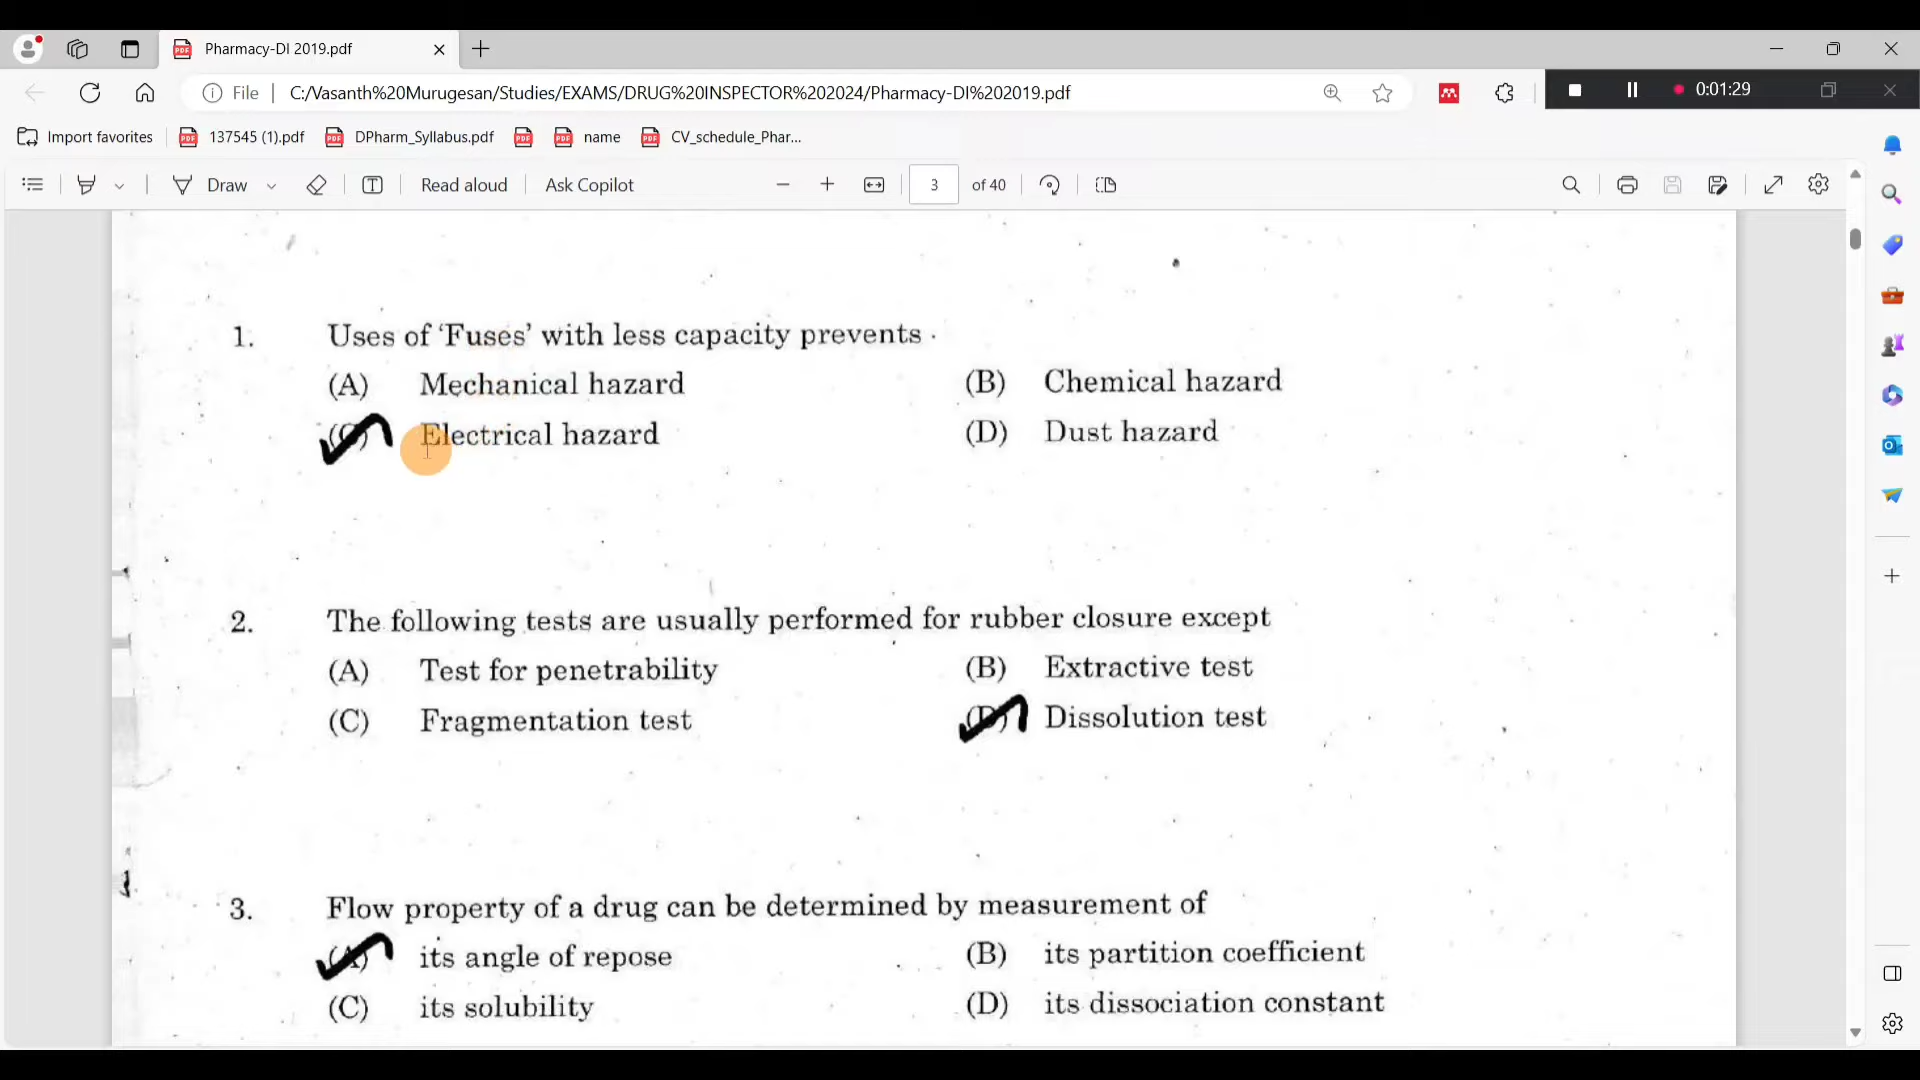 Pharmacy-DI 2019.pdf
File
C:/Vasanth%20Murugesan/Studies/EXAMS/DRUG%20INSPECTOR%202024/Pharmacy-DI%202019.pdf
0:01:29
Import favorites
137545 (1).pdf
DPharm_Syllabus.pdf
name
CV_schedule_Phar...
Draw
Read aloud
Ask Copilot
3
of 40
1. Uses of ‘Fuses’ with less capacity prevents
(A) Mechanical hazard (B) Chemical hazard
(C) Electrical hazard (D) Dust hazard
2. The following tests are usually performed for rubber closure except
(A) Test for penetrability (B) Extractive test
(C) Fragmentation test (D) Dissolution test
3. Flow property of a drug can be determined by measurement of
(A) its angle of repose (B) its partition coefficient
(C) its solubility (D) its dissociation constant